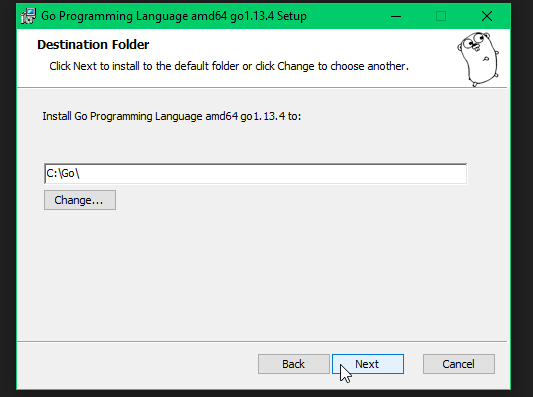 Go Programming Language amd64 go1.13.4 Setup
Destination Folder
Click Next to install to the default folder or click Change to choose another.
Install Go Programming Language amd64 go1.13.4 to:
C:\Go\
Change...
Back Next Cancel